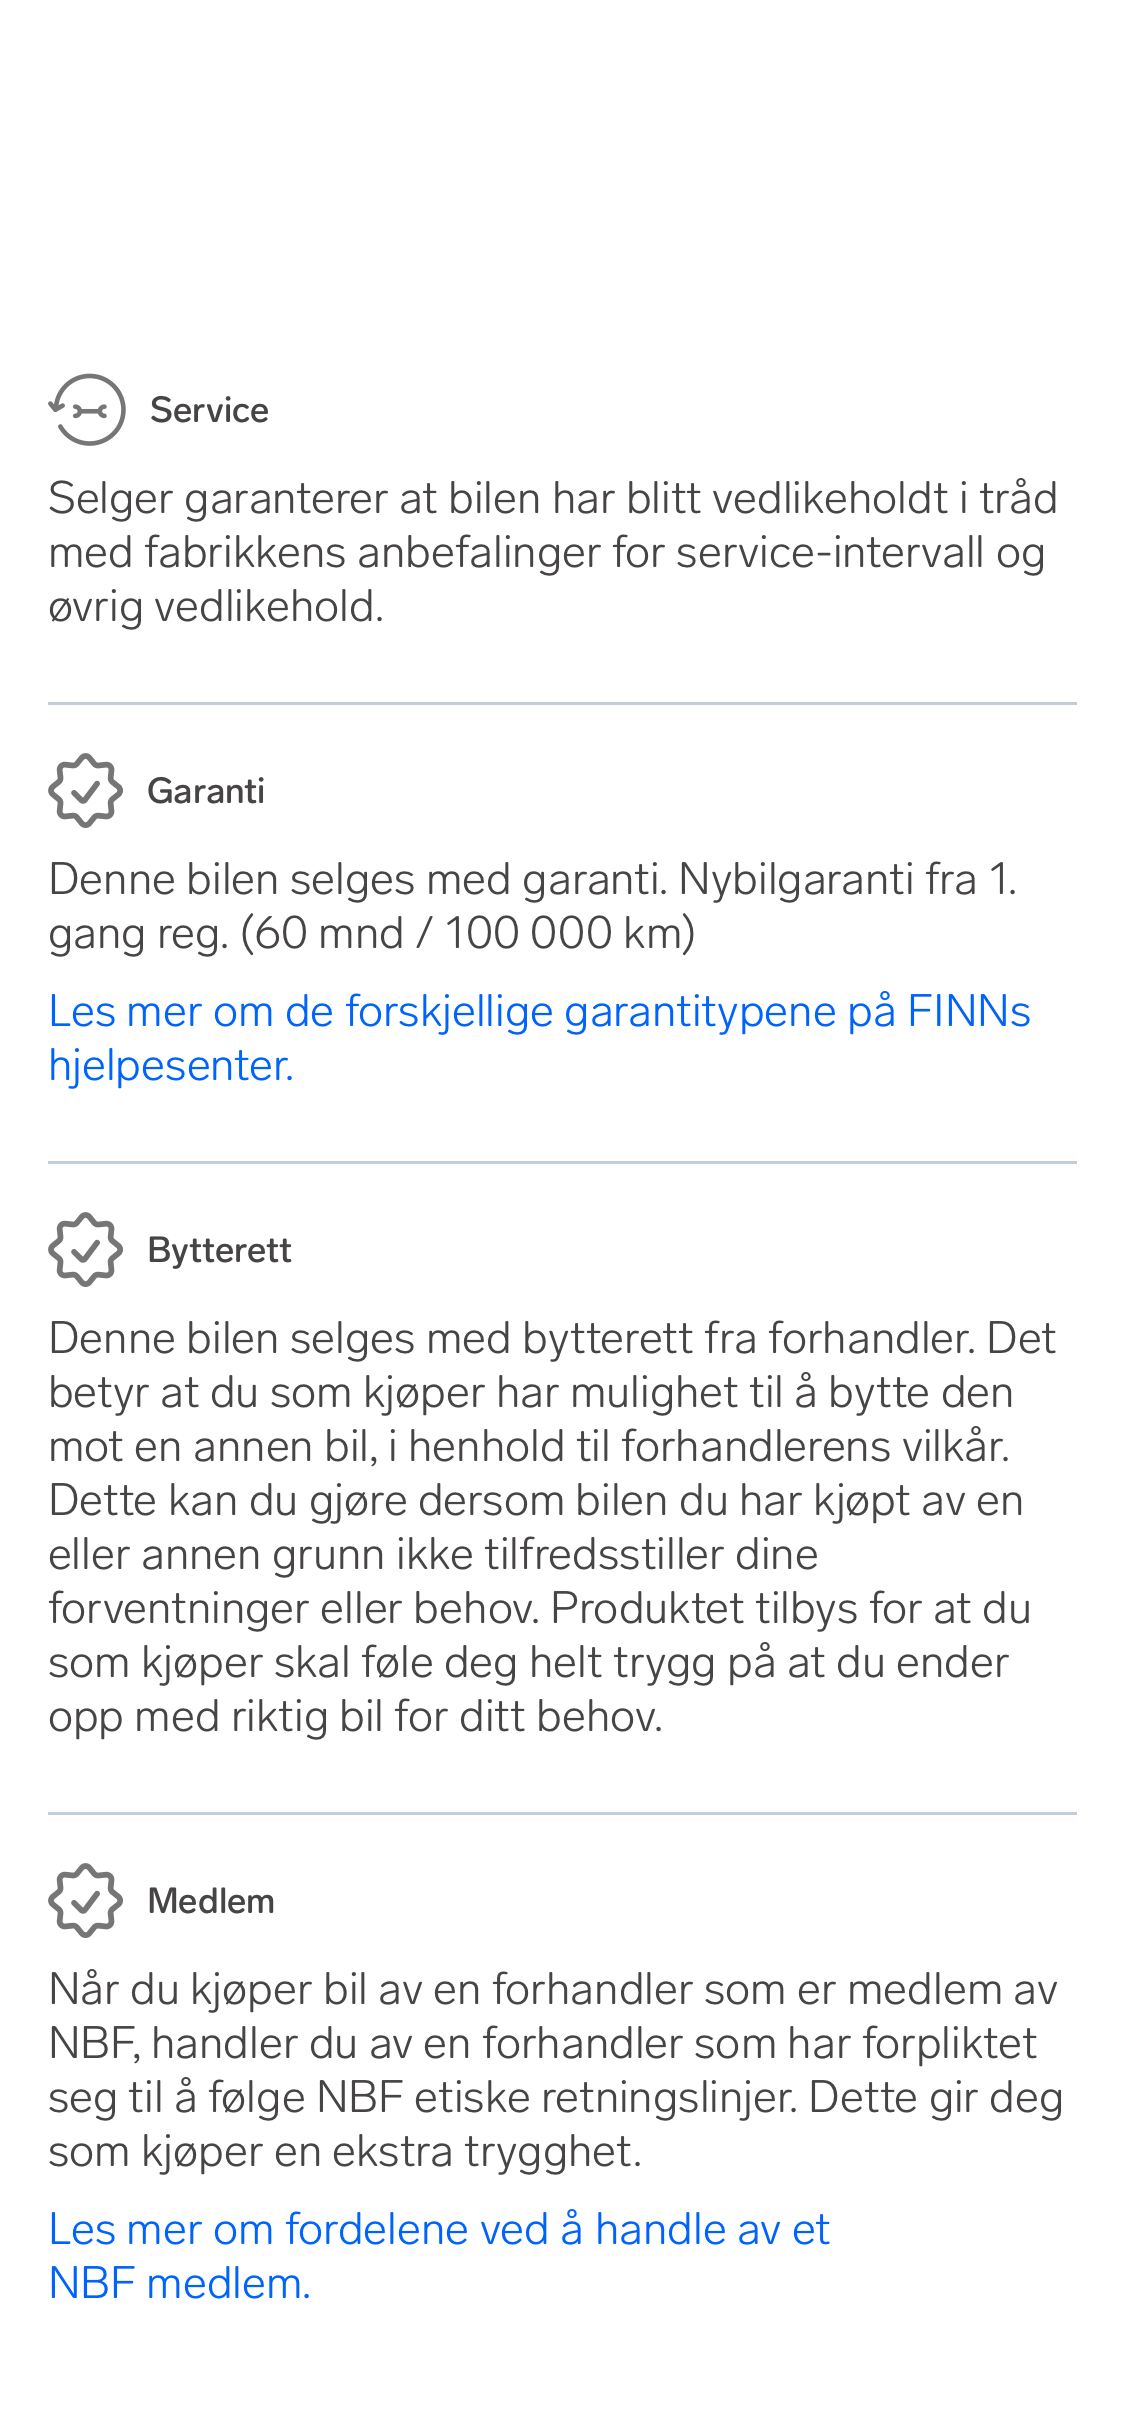 Service
Selger garanterer at bilen har blitt vedlikeholdt i tråd
med fabrikkens anbefalinger for service-intervall og
øvrig vedlikehold.
Garanti
Denne bilen selges med garanti. Nybilgaranti fra 1.
gang reg. (60 mnd / 100 000 km)
Les mer om de forskjellige garantitypene på FINNs
hjelpesenter.
Bytterett
Denne bilen selges med bytterett fra forhandler. Det
betyr at du som kjøper har mulighet til å bytte den
mot en annen bil, i henhold til forhandlerens vilkår.
Dette kan du gjøre dersom bilen du har kjøpt av en
eller annen grunn ikke tilfredsstiller dine
forventninger eller behov. Produktet tilbys for at du
som kjøper skal føle deg helt trygg på at du ender
opp med riktig bil for ditt behov.
Medlem
Når du kjøper bil av en forhandler som er medlem av
NBF, handler du av en forhandler som har forpliktet
seg til å følge NBF etiske retningslinjer. Dette gir deg
som kjøper en ekstra trygghet.
Les mer om fordelene ved å handle av et
NBF medlem.